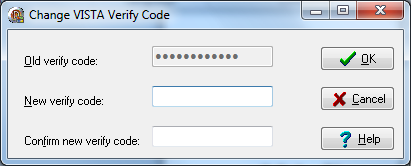 Change VISTA Verify Code
Old verify code: ●●●●●●●●●●●●
OK
New verify code:
Cancel
Confirm new verify code:
Help